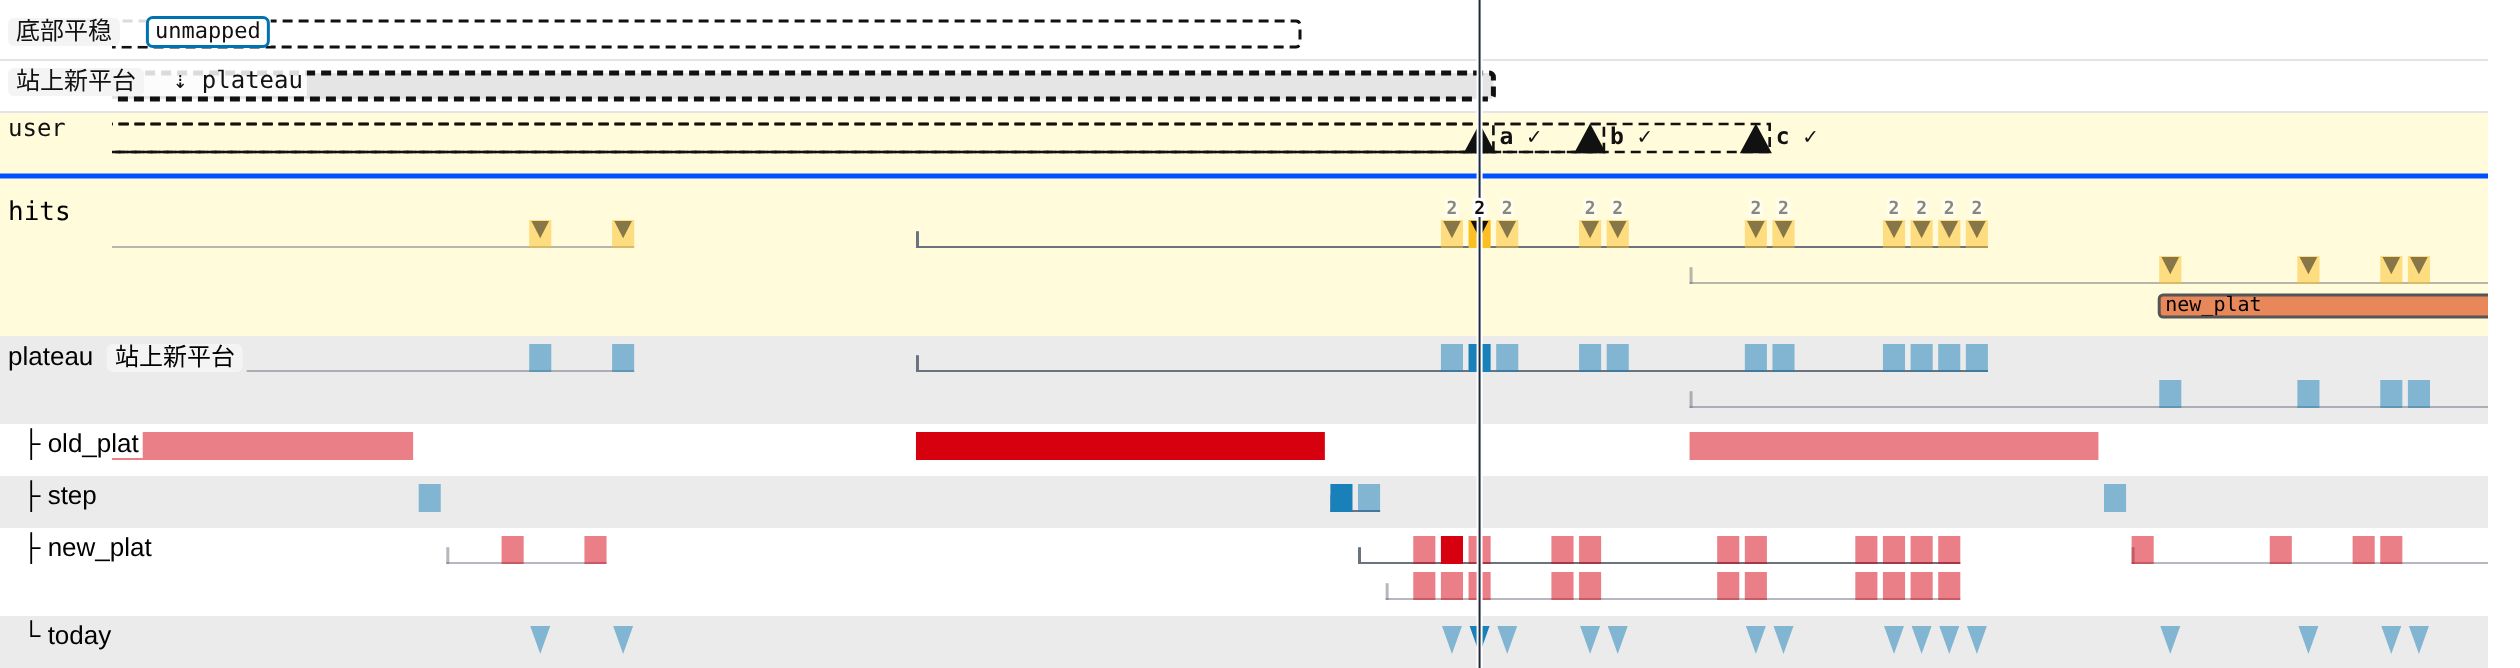 底部平稳 unmapped
站上新平台 ⇣ plateau
user a ✓ b ✓ c ✓
hits 2 2 2 2 2 2 2 2 2 2 2
new_plat
plateau 站上新平台
├ old_plat
├ step
├ new_plat
└ today